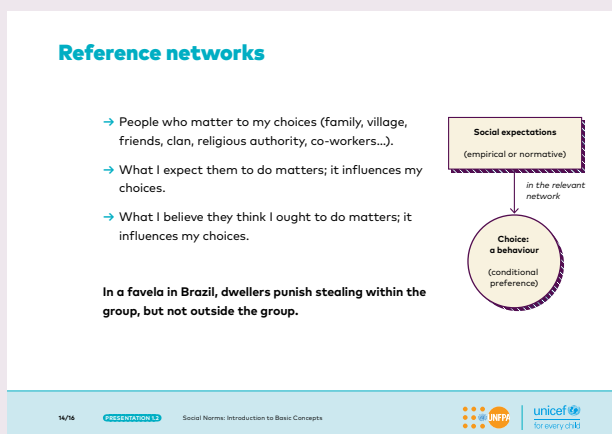 Reference networks
→ People who matter to my choices (family, village,
friends, clan, religious authority, co-workers...).
→ What I expect them to do matters; it influences my
choices.
→ What I believe they think I ought to do matters; it
influences my choices.
In a favela in Brazil, dwellers punish stealing within the
group, but not outside the group.
Social expectations
(empirical or normative)
in the relevant
network
Choice:
a behaviour
(conditional
preference)
14/16 PRESENTATION 1.2 Social Norms: Introduction to Basic Concepts
UNFPA
unicef
for every child